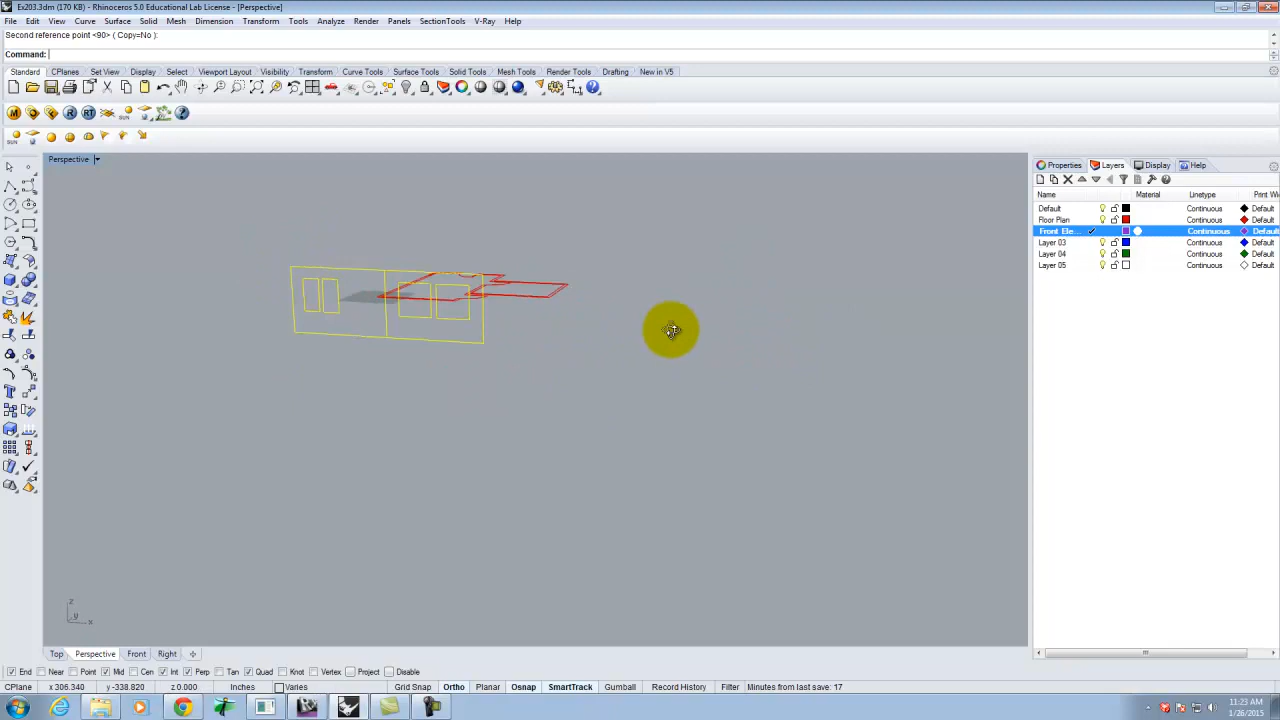 Ex203.3dm (170 KB) - Rhinoceros 5.0 Educational Lab License - [Perspective]
File Edit View Curve Surface Solid Mesh Dimension Transform Tools Analyze Render Panels SectionTools V-Ray Help
Second reference point <90> ( Copy=No ):
Command:
Standard CPlanes Set View Display Select Viewport Layout Visibility Transform Curve Tools Surface Tools Solid Tools Mesh Tools Render Tools Drafting New in V5
M R RT SUN
SUN
Perspective
Properties Layers Display Help
Name Material Linetype Print Wi
Default Continuous Default
Floor Plan Continuous Default
Front Ele... Continuous Default
Layer 03 Continuous Default
Layer 04 Continuous Default
Layer 05 Continuous Default
z
y
x
Top Perspective Front Right
End Near Point Mid Cen Int Perp Tan Quad Knot Vertex Project Disable
CPlane x 306.340 y -338.820 z 0.000 Inches Varies Grid Snap Ortho Planar Osnap SmartTrack Gumball Record History Filter Minutes from last save: 17
11:23 AM
1/26/2015